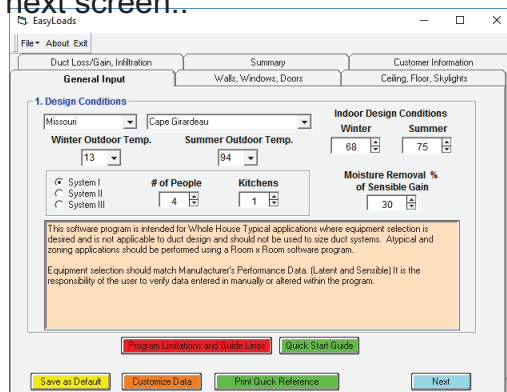 next screen..
EasyLoads
File About Exit
Duct Loss/Gain, Infiltration Summary Customer Information
General Input Walls, Windows, Doors Ceiling, Floor, Skylights
1. Design Conditions
Missouri Cape Girardeau
Winter Outdoor Temp. Summer Outdoor Temp.
13 94
Indoor Design Conditions
Winter Summer
68 75
System I
System II
System III
# of People Kitchens
4 1
Moisture Removal %
of Sensible Gain
30
This software program is intended for Whole House Typical applications where equipment selection is
desired and is not applicable to duct design and should not be used to size duct systems. Atypical and
zoning applications should be performed using a Room x Room software program.
Equipment selection should match Manufacturer's Performance Data. (Latent and Sensible) It is the
responsibility of the user to verify data entered in manually or altered within the program.
Program Limitations and Guide Lines Quick Start Guide
Save as Default Customize Data Print Quick Reference Next